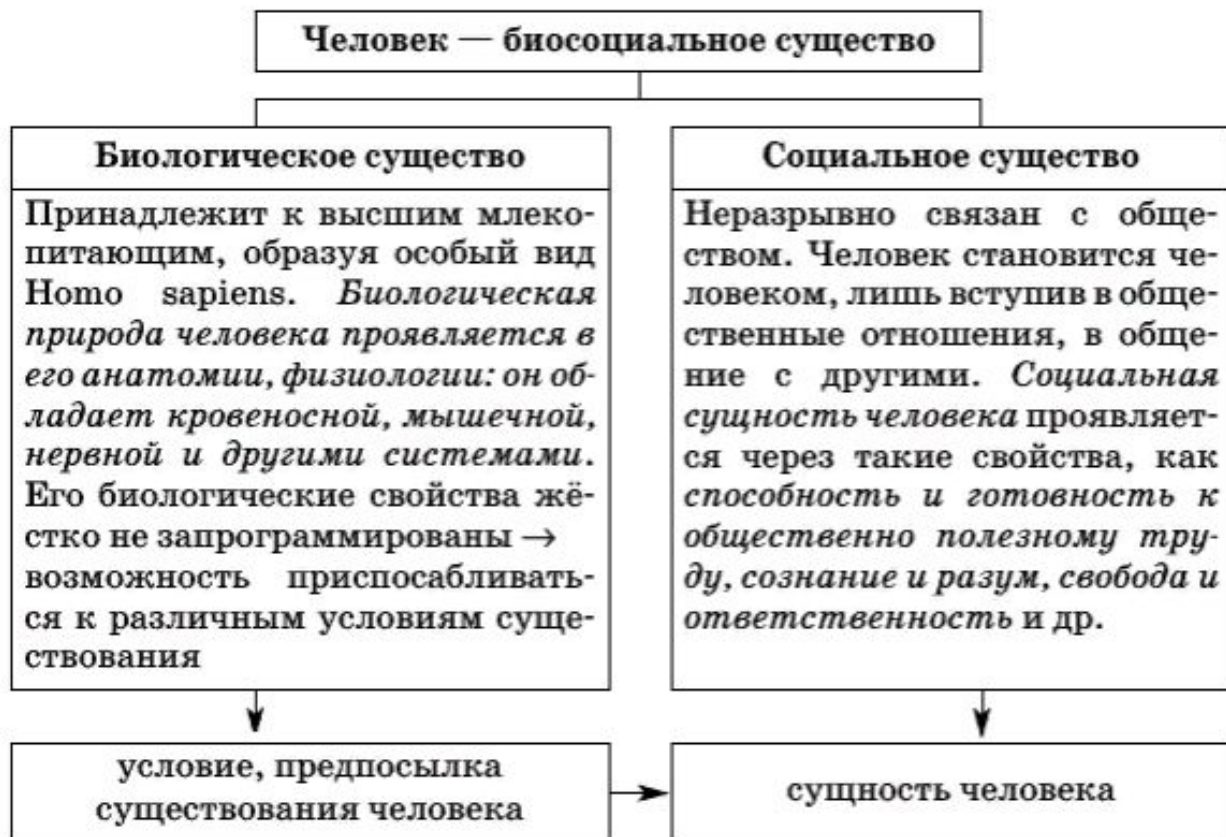 Человек — биосоциальное существо
Биологическое существо
Принадлежит к высшим млеко-
питающим, образуя особый вид
Homo sapiens. Биологическая
природа человека проявляется в
его анатомии, физиологии: он об-
ладает кровеносной, мышечной,
нервной и другими системами.
Его биологические свойства жё-
стко не запрограммированы →
возможность приспосабливать-
ся к различным условиям суще-
ствования
Социальное существо
Неразрывно связан с обще-
ством. Человек становится че-
ловеком, лишь вступив в обще-
ственные отношения, в обще-
ние с другими. Социальная
сущность человека проявляет-
ся через такие свойства, как
способность и готовность к
общественно полезному тру-
ду, сознание и разум, свобода и
ответственность и др.
условие, предпосылка
существования человека
сущность человека